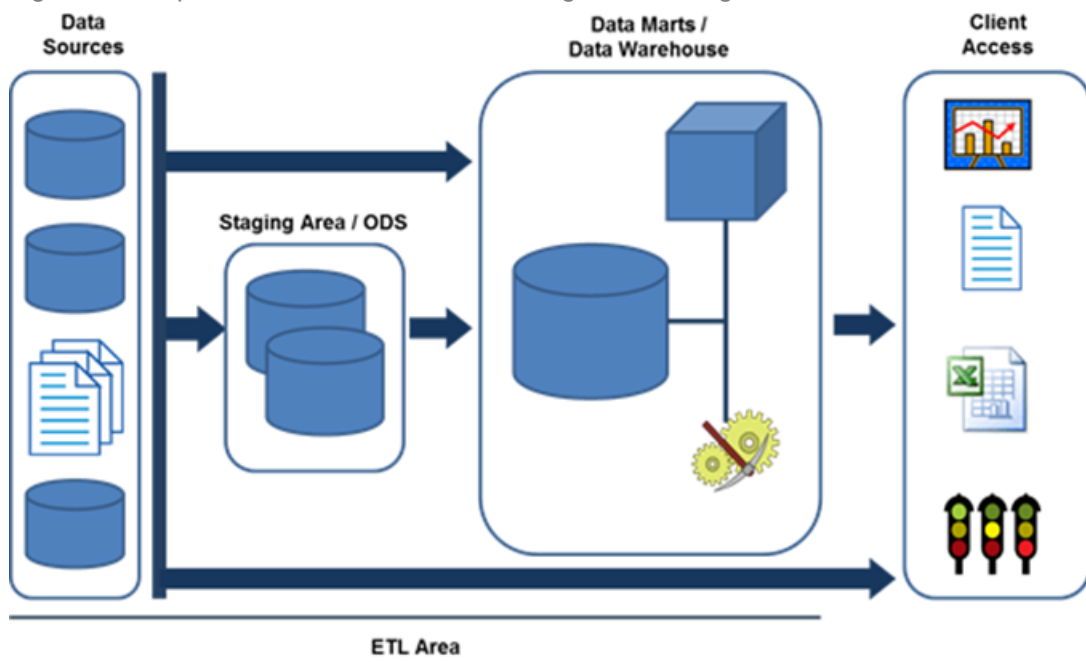 Data
Sources
Data Marts /
Data Warehouse
Client
Access
Staging Area / ODS
ETL Area